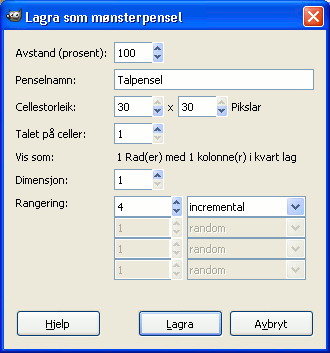 Lagra som mønsterpensel
Avstand (prosent): 100
Penselnamn: Talpensel
Cellestorleik: 30 x 30 Pikslar
Talet på celler: 1
Vis som: 1 Rad(er) med 1 kolonne(r) i kvart lag
Dimensjon: 1
Rangering: 4 incremental
1 random
1 random
1 random
Hjelp Lagra Avbryt